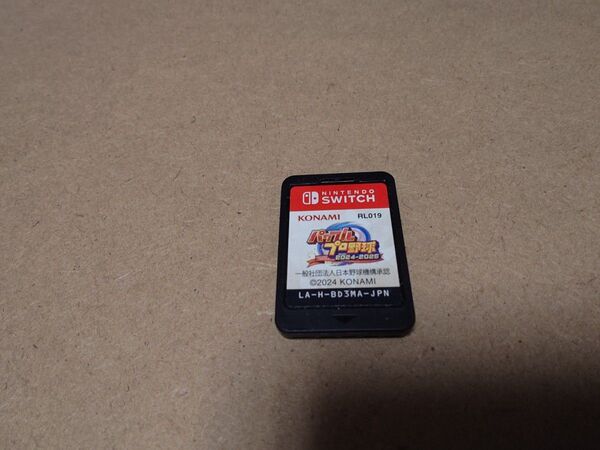 NINTENDO
SWITCH
KONAMI RL019
パワフル
プロ野球
2024-2025
一般社団法人日本野球機構承認
©2024 KONAMI
LA-H-BD3MA-JPN